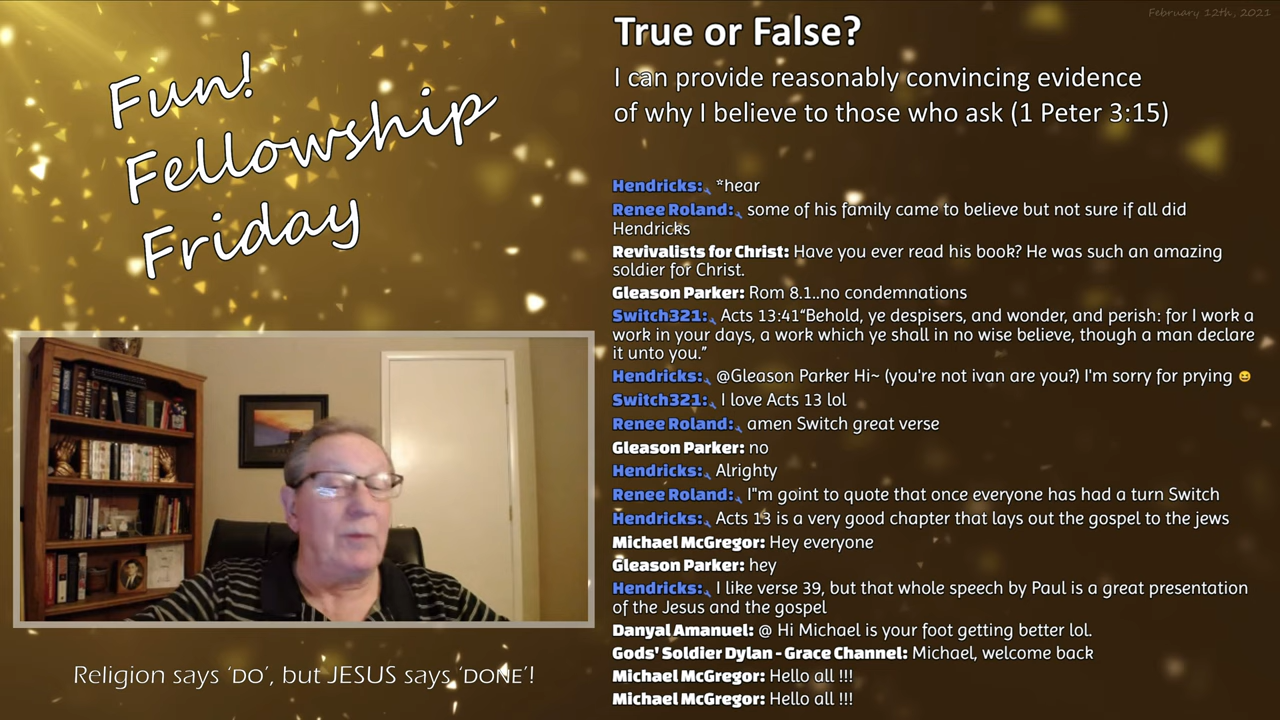 February 12th, 2021
Fun!
Fellowship
Friday
True or False?
I can provide reasonably convincing evidence
of why I believe to those who ask (1 Peter 3:15)
Hendricks: *hear
Renee Roland: some of his family came to believe but not sure if all did
Hendricks
Revivalists for Christ: Have you ever read his book? He was such an amazing
soldier for Christ.
Gleason Parker: Rom 8.1..no condemnations
Switch321: Acts 13:41“Behold, ye despisers, and wonder, and perish: for I work a
work in your days, a work which ye shall in no wise believe, though a man declare
it unto you.”
Hendricks: @Gleason Parker Hi~ (you're not ivan are you?) I'm sorry for prying 😆
Switch321: I love Acts 13 lol
Renee Roland: amen Switch great verse
Gleason Parker: no
Hendricks: Alrighty
Renee Roland: I"m goint to quote that once everyone has had a turn Switch
Hendricks: Acts 13 is a very good chapter that lays out the gospel to the jews
Michael McGregor: Hey everyone
Gleason Parker: hey
Hendricks: I like verse 39, but that whole speech by Paul is a great presentation
of the Jesus and the gospel
Danyal Amanuel: @ Hi Michael is your foot getting better lol.
Gods' Soldier Dylan - Grace Channel: Michael, welcome back
Michael McGregor: Hello all !!!
Michael McGregor: Hello all !!!
Religion says ‘DO’, but JESUS says ‘DONE’!